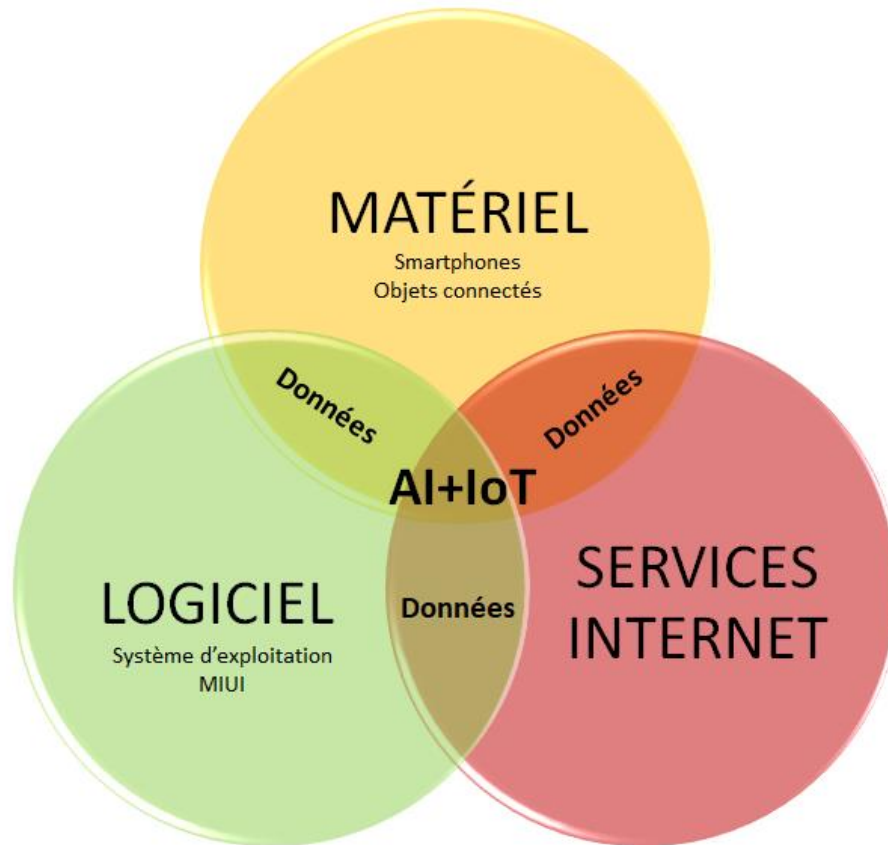 MATÉRIEL
Smartphones
Objets connectés
Données
Données
AI+IoT
LOGICIEL
Système d'exploitation
MIUI
Données
SERVICES
INTERNET